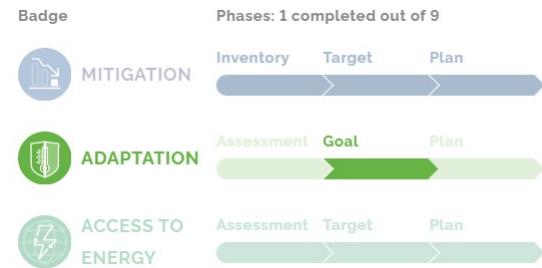 Badge
Phases: 1 completed out of 9
MITIGATION
Inventory Target Plan
ADAPTATION
Assessment Goal Plan
ACCESS TO
ENERGY
Assessment Target Plan